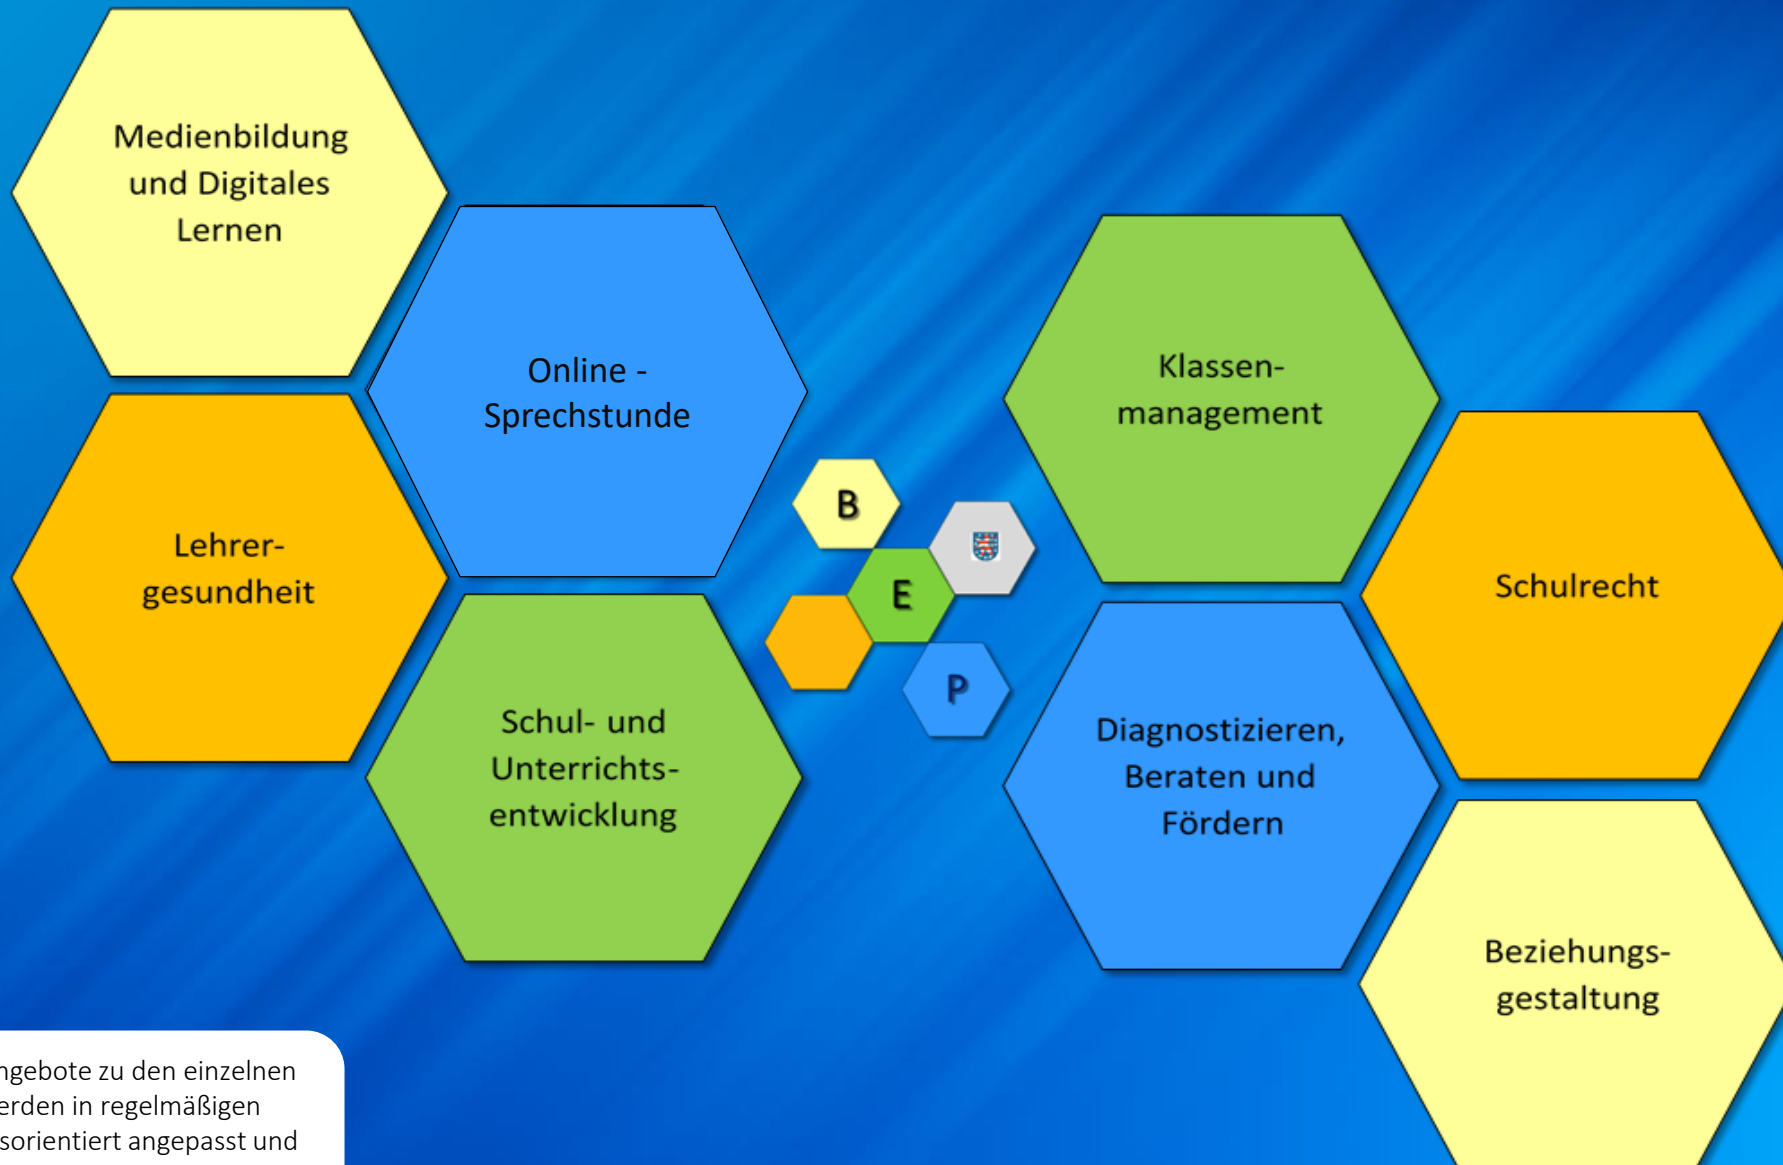 Medienbildung
und Digitales
Lernen
Online -
Sprechstunde
Lehrer-
gesundheit
Schul- und
Unterrichts-
entwicklung
B
E
P
Klassen-
management
Schulrecht
Diagnostizieren,
Beraten und
Fördern
Beziehungs-
gestaltung
ngebote zu den einzelnen
erden in regelmäßigen
sorientiert angepasst und